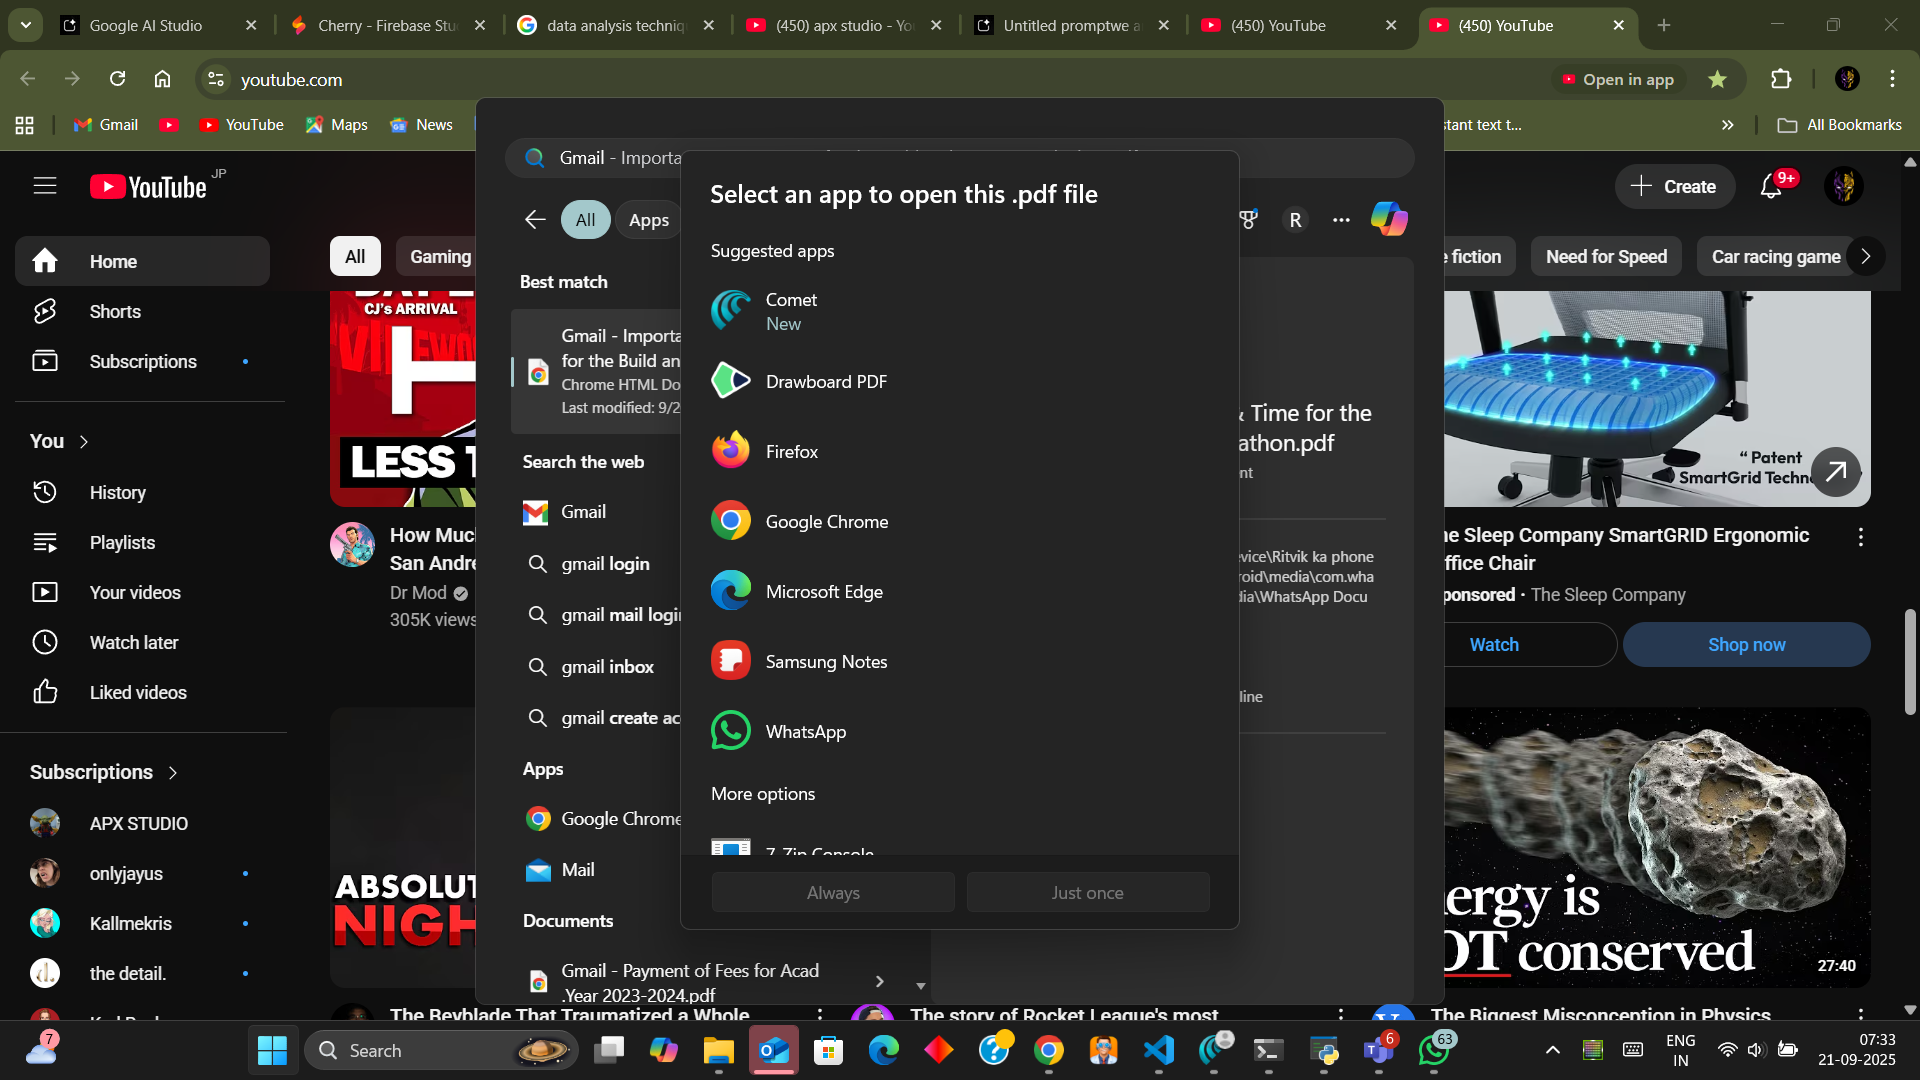 Google AI Studio
Cherry - Firebase Stu
data analysis techniqu
(450) apx studio - Yo
Untitled promptwe a
(450) YouTube
(450) YouTube
youtube.com
Open in app
Gmail
YouTube
Maps
News
stant text t...
All Bookmarks
YouTube JP
Create
9+
Home
Shorts
Subscriptions
You
History
Playlists
Your videos
Watch later
Liked videos
Subscriptions
APX STUDIO
onlyjayus
Kallmekris
the detail.
All
Gaming
fiction
Need for Speed
Car racing game
CJ's ARRIVAL
LESS
How Muc
San Andre
Dr Mod
305K views
ABSOLUT
NIGH
The Beyblade That Traumatized a Whole
The story of Rocket League's most
The Biggest Misconception in Physics
Gmail - Importa
All
Apps
R
Best match
Gmail - Importa
for the Build an
Chrome HTML Do
Last modified: 9/2
Search the web
Gmail
gmail login
gmail mail logi
gmail inbox
gmail create ac
Apps
Google Chrome
Mail
Documents
Gmail - Payment of Fees for Acad
.Year 2023-2024.pdf
& Time for the
athon.pdf
nt
evice\Ritvik ka phone
roid\media\com.wha
dia\WhatsApp Docu
line
Select an app to open this .pdf file
Suggested apps
Comet
New
Drawboard PDF
Firefox
Google Chrome
Microsoft Edge
Samsung Notes
WhatsApp
More options
7-Zip Console
Always
Just once
“ Patent
SmartGrid Techn
he Sleep Company SmartGRID Ergonomic
ffice Chair
ponsored • The Sleep Company
Watch
Shop now
ergy is
OT conserved
27:40
7
Search
6
63
ENG
IN
07:33
21-09-2025